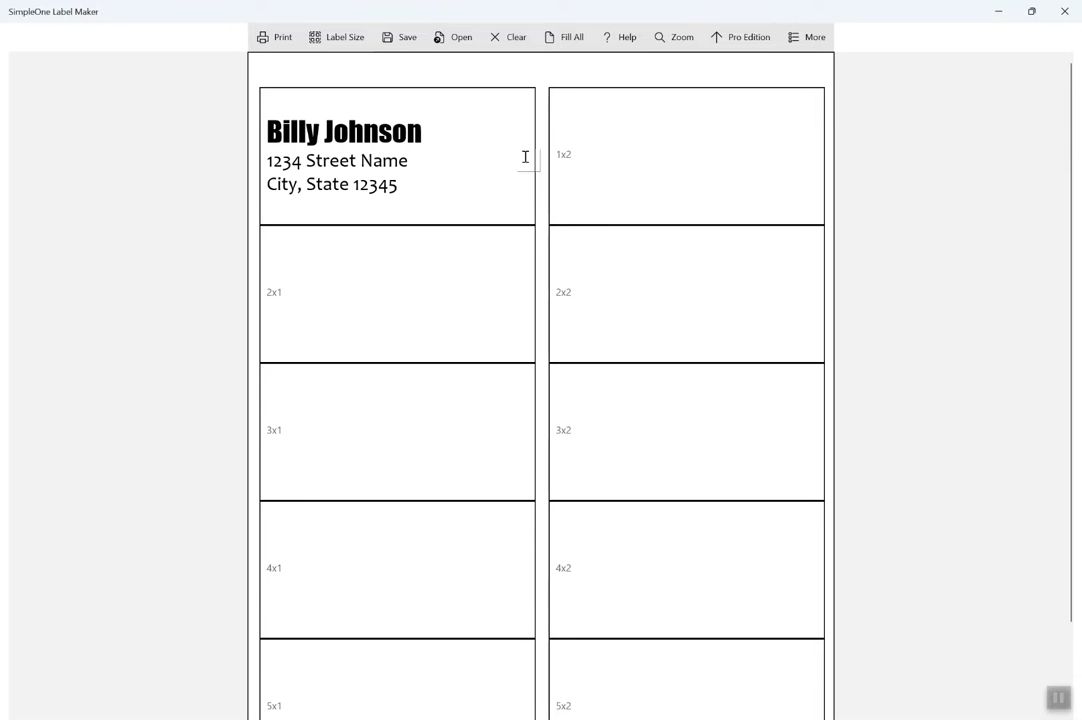 SimpleOne Label Maker
Print Label Size Save Open Clear Fill All Help Zoom Pro Edition More
Billy Johnson
1234 Street Name
City, State 12345
1x2
2x1 2x2
3x1 3x2
4x1 4x2
5x1 5x2